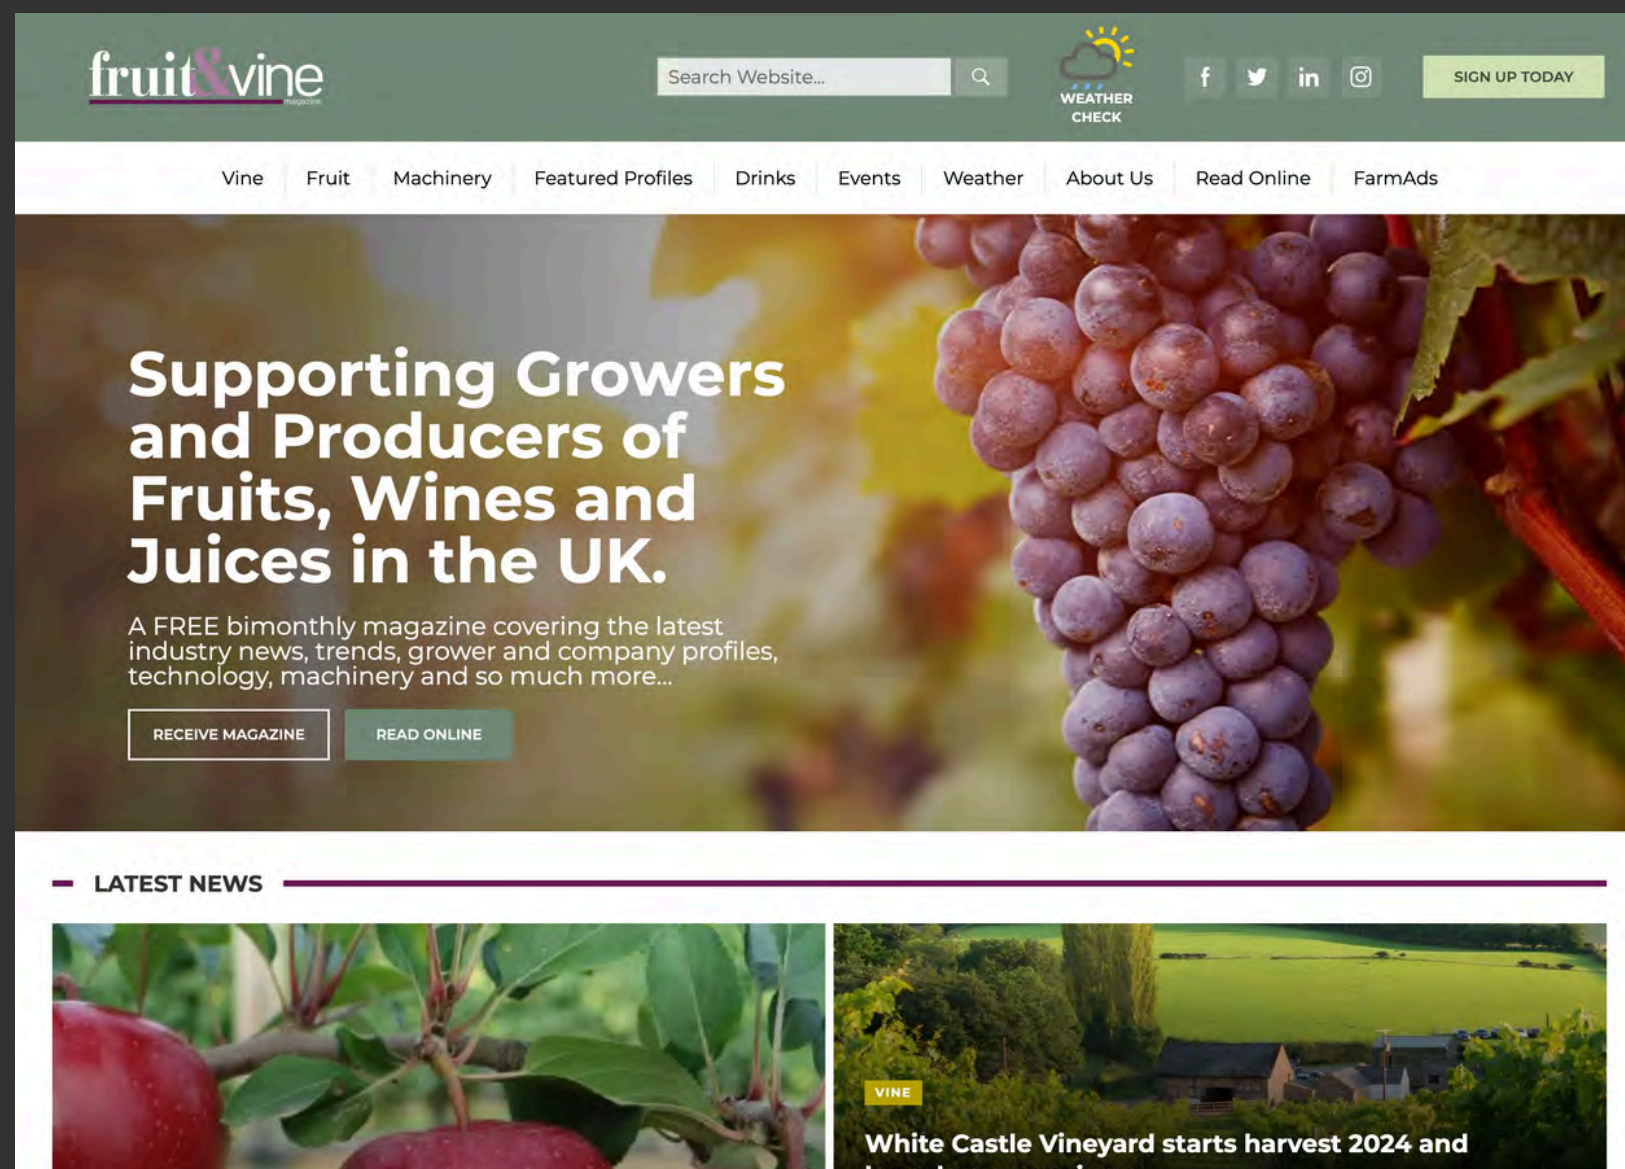 fruit&vine
magazine
Search Website...
WEATHER
CHECK
SIGN UP TODAY
Vine
Fruit
Machinery
Featured Profiles
Drinks
Events
Weather
About Us
Read Online
FarmAds
Supporting Growers
and Producers of
Fruits, Wines and
Juices in the UK.
A FREE bimonthly magazine covering the latest
industry news, trends, grower and company profiles,
technology, machinery and so much more...
RECEIVE MAGAZINE
READ ONLINE
LATEST NEWS
VINE
White Castle Vineyard starts harvest 2024 and